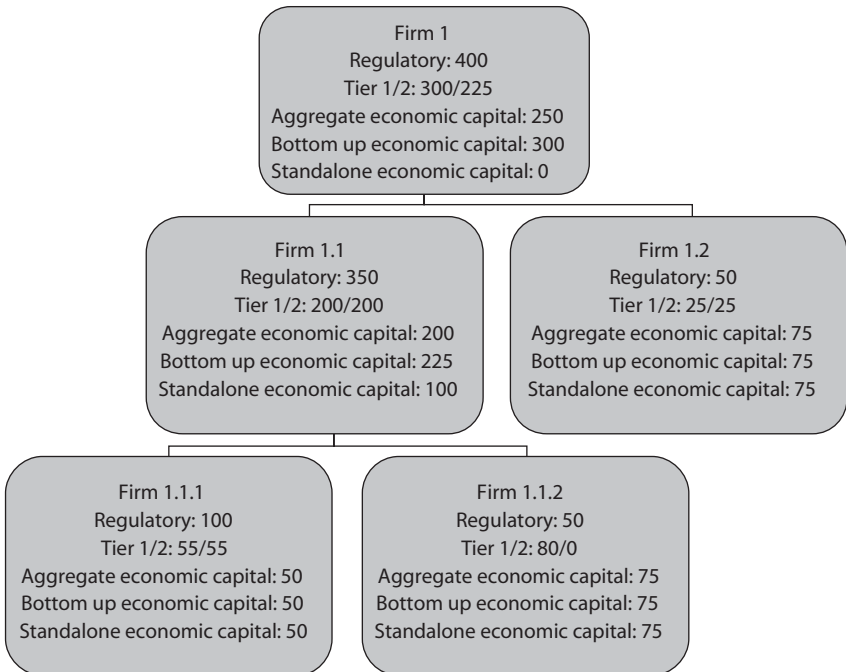 Firm 1
Regulatory: 400
Tier 1/2: 300/225
Aggregate economic capital: 250
Bottom up economic capital: 300
Standalone economic capital: 0
Firm 1.1
Regulatory: 350
Tier 1/2: 200/200
Aggregate economic capital: 200
Bottom up economic capital: 225
Standalone economic capital: 100
Firm 1.2
Regulatory: 50
Tier 1/2: 25/25
Aggregate economic capital: 75
Bottom up economic capital: 75
Standalone economic capital: 75
Firm 1.1.1
Regulatory: 100
Tier 1/2: 55/55
Aggregate economic capital: 50
Bottom up economic capital: 50
Standalone economic capital: 50
Firm 1.1.2
Regulatory: 50
Tier 1/2: 80/0
Aggregate economic capital: 75
Bottom up economic capital: 75
Standalone economic capital: 75